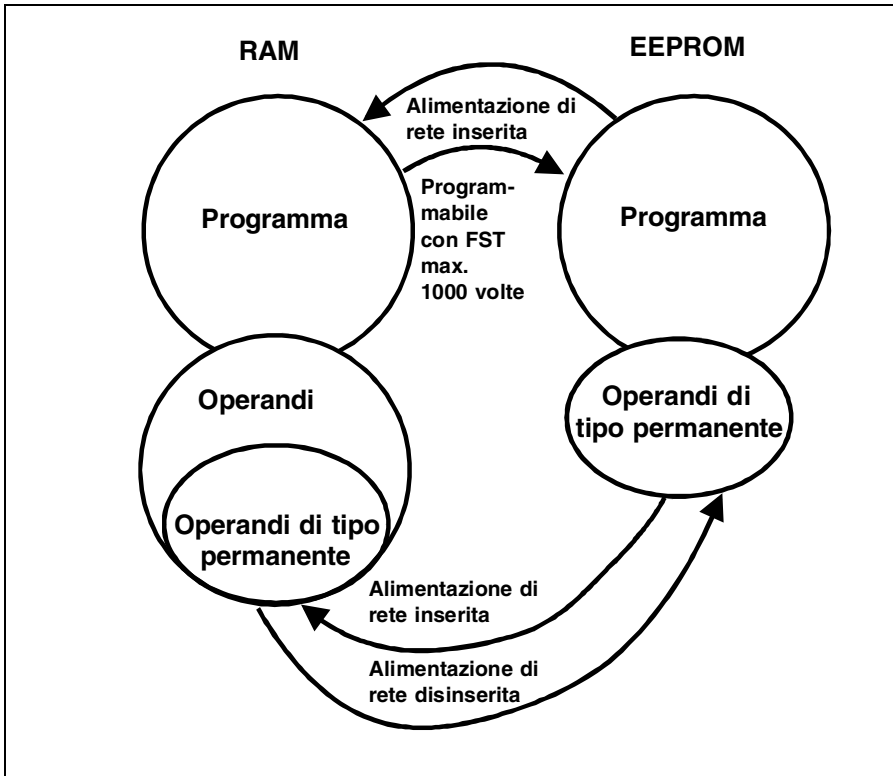 RAM
EEPROM
Alimentazione di
rete inserita
Program-
mabile
con FST
max.
1000 volte
Programma
Programma
Operandi
Operandi di tipo
permanente
Operandi di
tipo permanente
Alimentazione di
rete inserita
Alimentazione di
rete disinserita